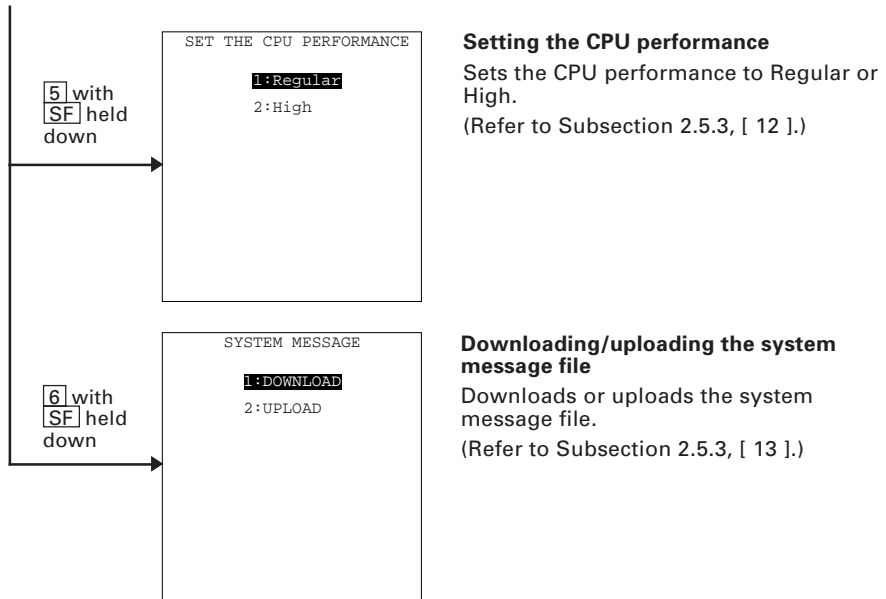 5 with
SF held
down
SET THE CPU PERFORMANCE
1:Regular
2:High
Setting the CPU performance
Sets the CPU performance to Regular or
High.
(Refer to Subsection 2.5.3, [ 12 ].)
6 with
SF held
down
SYSTEM MESSAGE
1:DOWNLOAD
2:UPLOAD
Downloading/uploading the system
message file
Downloads or uploads the system
message file.
(Refer to Subsection 2.5.3, [ 13 ].)